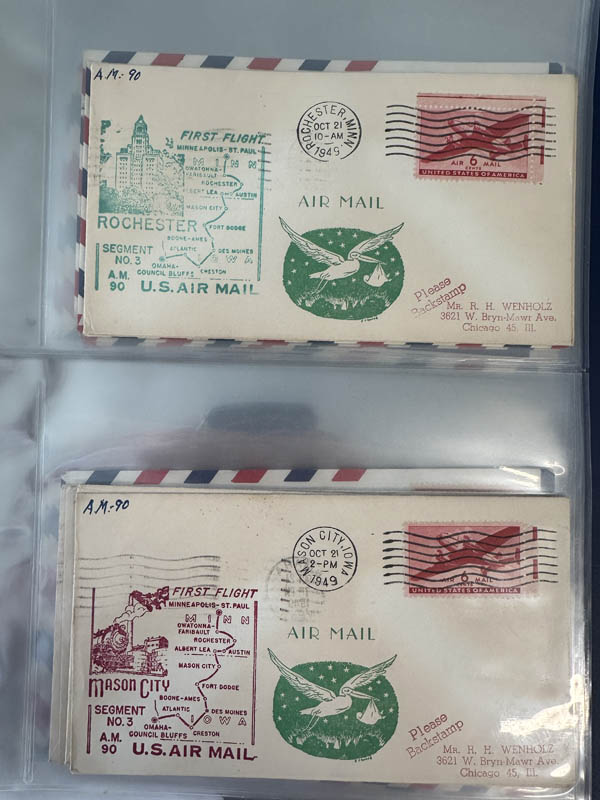 A.M.- 90
FIRST FLIGHT
MINNEAPOLIS-ST. PAUL
MINN
OWATONNA-
FARIBAULT
ROCHESTER
ALBERT LEA AUSTIN
MASON CITY
ROCHESTER
FORT DODGE
BOONE-AMES
SEGMENT
NO. 3
ATLANTIC
DES MOINES
IOWA
OMAHA-
COUNCIL BLUFFS
CRESTON
A.M.
90
U.S. AIR MAIL
ROCHESTER, MINN.
OCT 21
10-AM
1949
AIR 6 MAIL
CENTS
UNITED STATES OF AMERICA
AIR MAIL
Please
Backstamp
MR. R. H. WENHOLZ
3621 W. Bryn-Mawr Ave.
Chicago 45, Ill.
A.M.-90
FIRST FLIGHT
MINNEAPOLIS-ST. PAUL
MINN
OWATONNA-
FARIBAULT
ROCHESTER
ALBERT LEA AUSTIN
MASON CITY
MASON CITY
FORT DODGE
BOONE-AMES
SEGMENT
NO. 3
ATLANTIC
DES MOINES
IOWA
OMAHA-
COUNCIL BLUFFS
CRESTON
A.M.
90
U.S. AIR MAIL
MASON CITY, IOWA
OCT 21
2-PM
1949
AIR 6 MAIL
CENTS
UNITED STATES OF AMERICA
AIR MAIL
Please
Backstamp
MR. R. H. WENHOLZ
3621 W. Bryn-Mawr Ave.
Chicago 45, Ill.